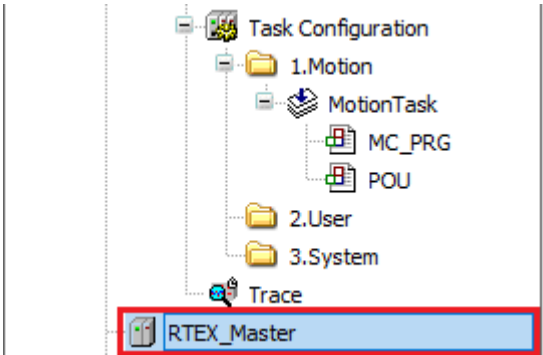 Task Configuration
1.Motion
MotionTask
MC_PRG
POU
2.User
3.System
Trace
RTEX_Master